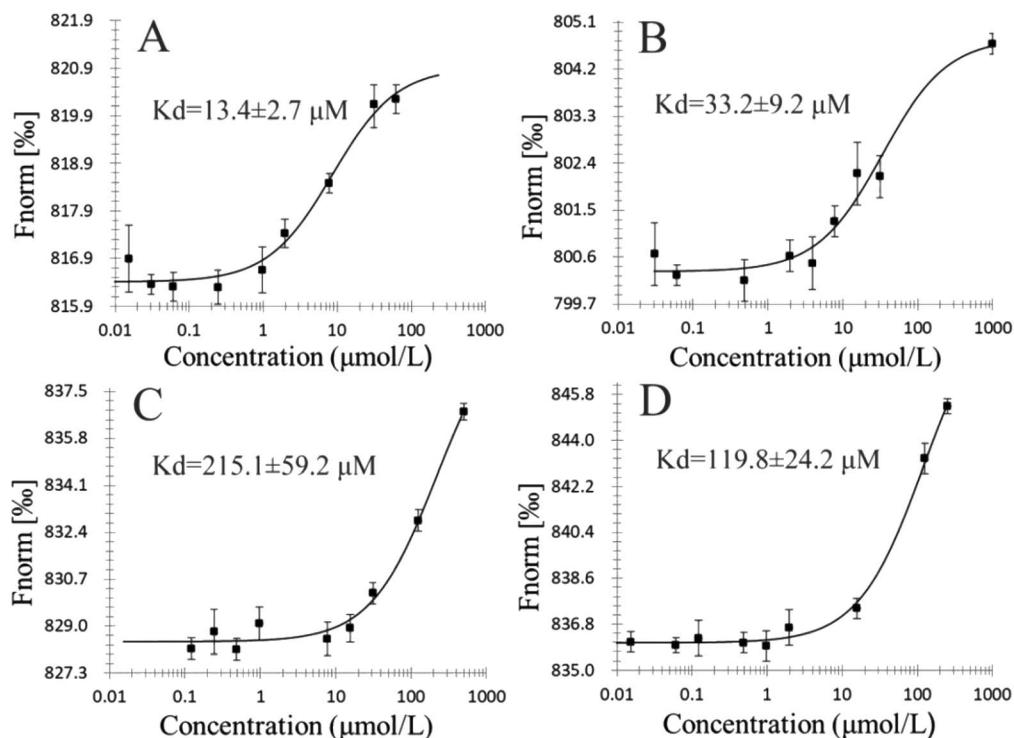 A
Kd=13.4±2.7 μM
Fnorm [‰]
821.9
820.9
819.9
818.9
817.9
816.9
815.9
0.01 0.1 1 10 100 1000
Concentration (μmol/L)
B
Kd=33.2±9.2 μM
Fnorm [‰]
805.1
804.2
803.3
802.4
801.5
800.6
799.7
0.01 0.1 1 10 100 1000
Concentration (μmol/L)
C
Kd=215.1±59.2 μM
Fnorm [‰]
837.5
835.8
834.1
832.4
830.7
829.0
827.3
0.01 0.1 1 10 100 1000
Concentration (μmol/L)
D
Kd=119.8±24.2 μM
Fnorm [‰]
845.8
844.0
842.2
840.4
838.6
836.8
835.0
0.01 0.1 1 10 100 1000
Concentration (μmol/L)